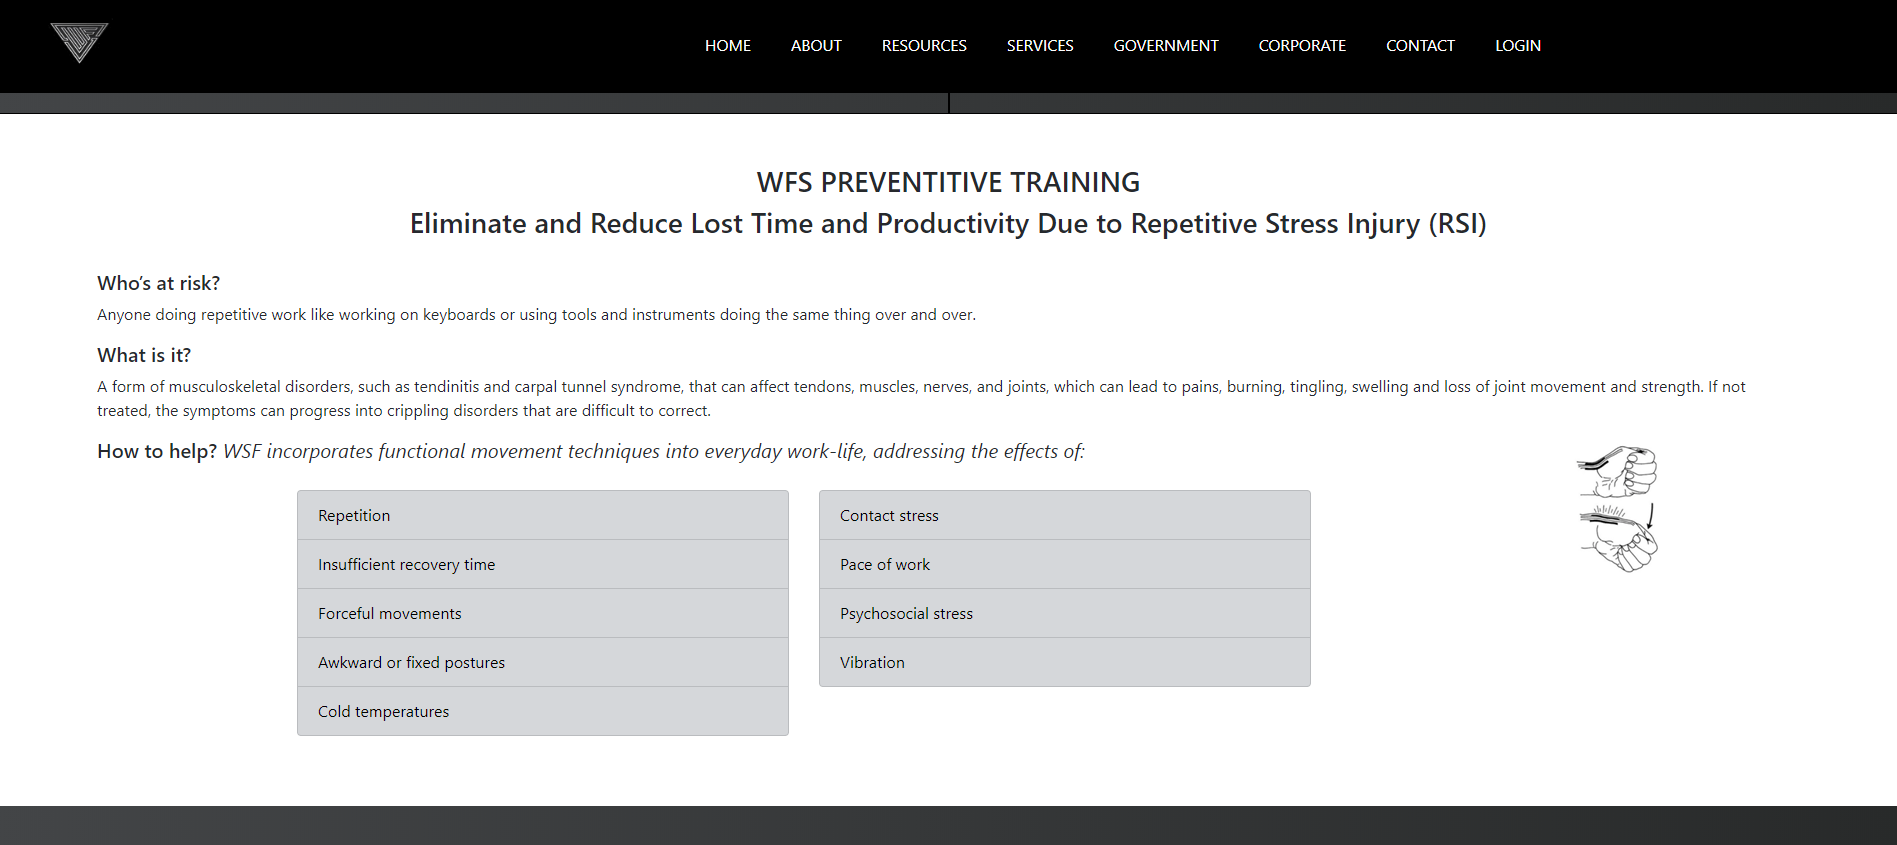 HOME ABOUT RESOURCES SERVICES GOVERNMENT CORPORATE CONTACT LOGIN
WFS PREVENTITIVE TRAINING
Eliminate and Reduce Lost Time and Productivity Due to Repetitive Stress Injury (RSI)
Who's at risk?
Anyone doing repetitive work like working on keyboards or using tools and instruments doing the same thing over and over.
What is it?
A form of musculoskeletal disorders, such as tendinitis and carpal tunnel syndrome, that can affect tendons, muscles, nerves, and joints, which can lead to pains, burning, tingling, swelling and loss of joint movement and strength. If not
treated, the symptoms can progress into crippling disorders that are difficult to correct.
How to help? WSF incorporates functional movement techniques into everyday work-life, addressing the effects of:
Repetition
Insufficient recovery time
Forceful movements
Awkward or fixed postures
Cold temperatures
Contact stress
Pace of work
Psychosocial stress
Vibration